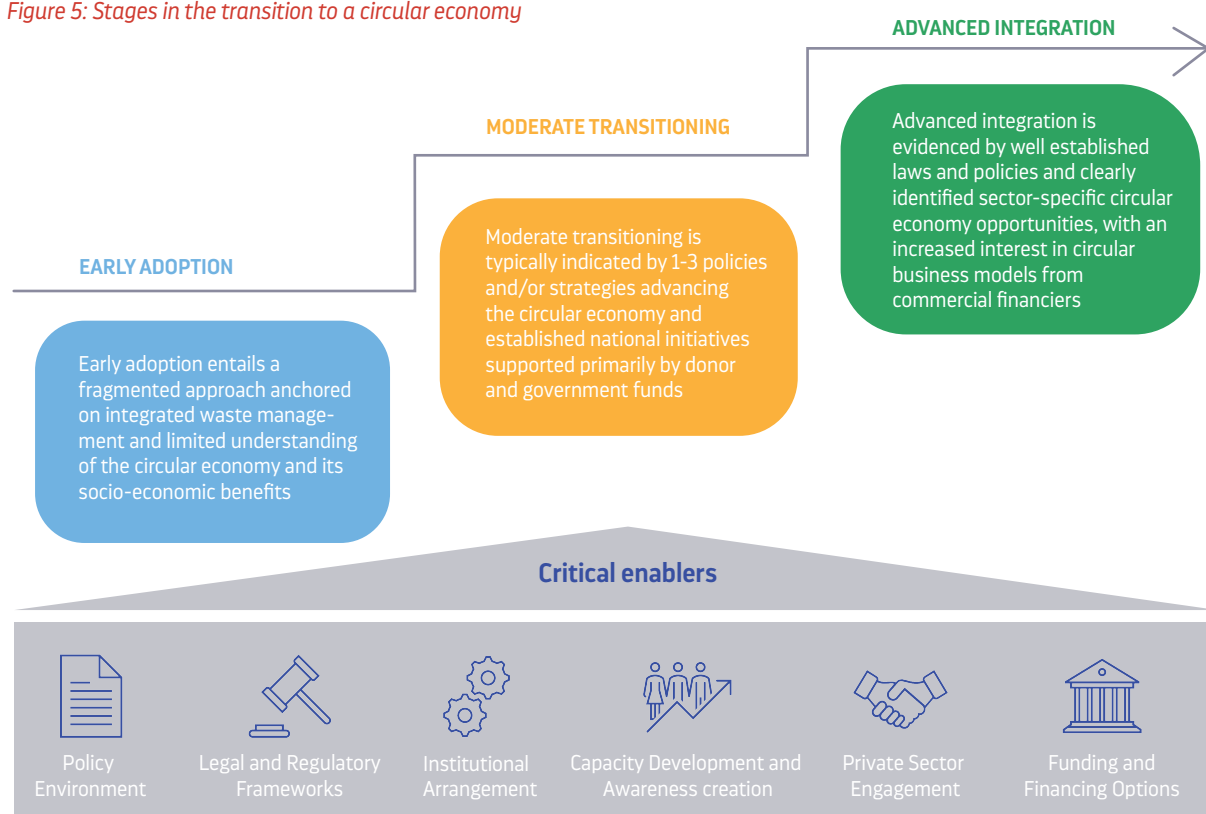 Figure 5: Stages in the transition to a circular economy
ADVANCED INTEGRATION
Advanced integration is
evidenced by well established
laws and policies and clearly
identified sector-specific circular
economy opportunities, with an
increased interest in circular
business models from
commercial financiers
MODERATE TRANSITIONING
Moderate transitioning is
typically indicated by 1-3 policies
and/or strategies advancing
the circular economy and
established national initiatives
supported primarily by donor
and government funds
EARLY ADOPTION
Early adoption entails a
fragmented approach anchored
on integrated waste manage-
ment and limited understanding
of the circular economy and its
socio-economic benefits
Critical enablers
Policy
Environment
Legal and Regulatory
Frameworks
Institutional
Arrangement
Capacity Development and
Awareness creation
Private Sector
Engagement
Funding and
Financing Options